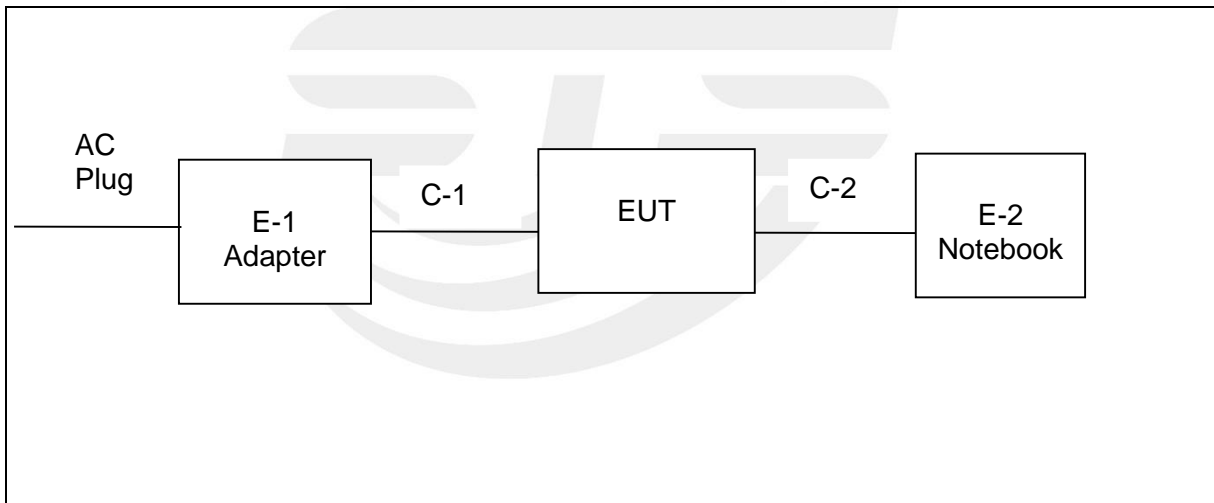 AC
Plug
E-1
Adapter
C-1
EUT
C-2
E-2
Notebook